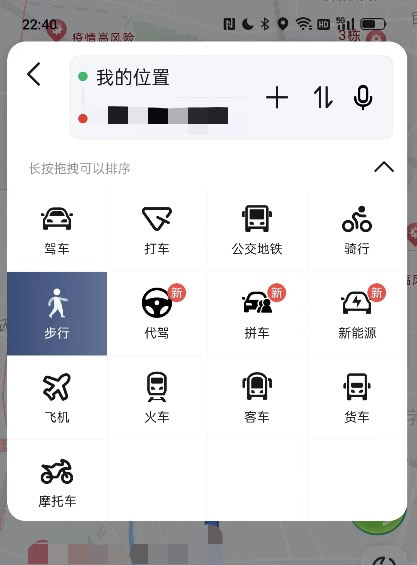 22:40
HD
5G
疫情高风险
3栋
我的位置
长按拖拽可以排序
驾车
打车
公交地铁
骑行
步行
新
代驾
新
拼车
新
新能源
飞机
火车
客车
货车
摩托车